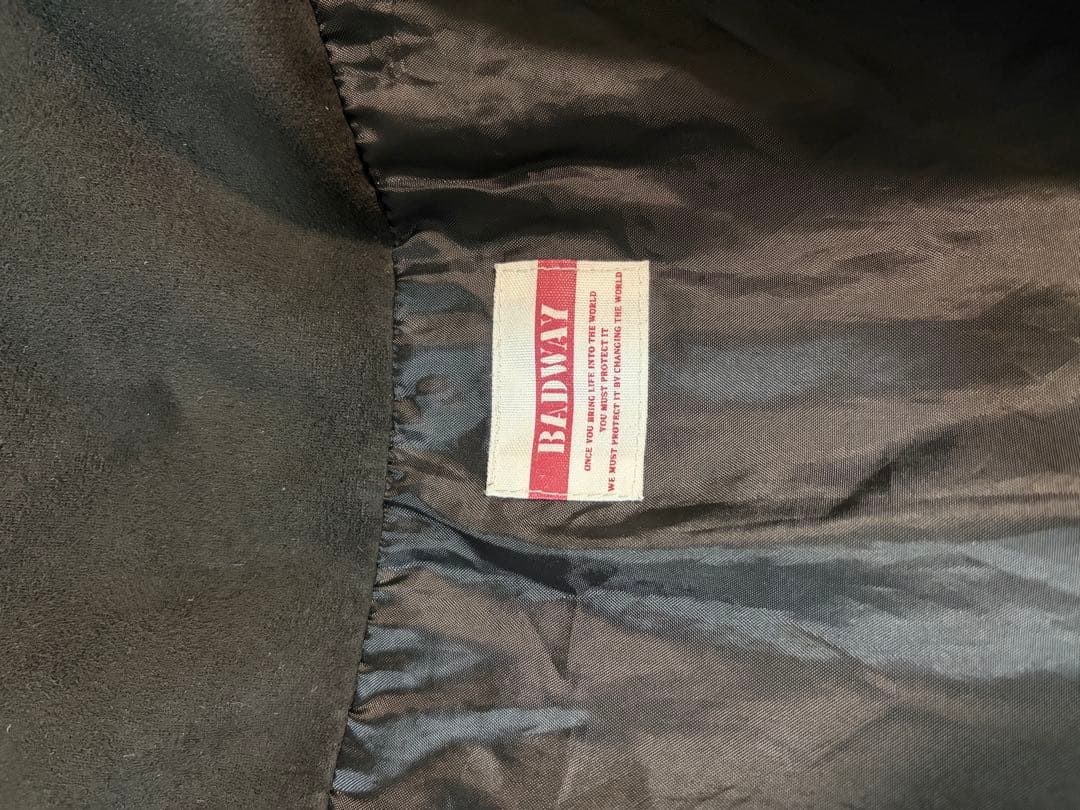 BADWAY
ONCE YOU BRING LIFE INTO THE WORLD
YOU MUST PROTECT IT
WE MUST PROTECT IT BY CHANGING THE WORLD